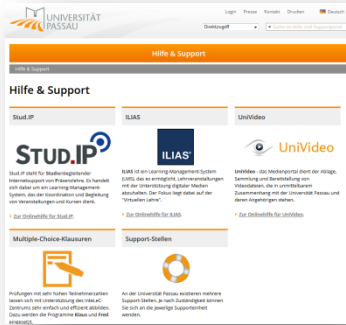 UNIVERSITÄT
PASSAU
Login Presse Kontakt Drucken Deutsch
Direktzugriff
Hilfe & Support
Hilfe & Support
Hilfe & Support
Stud.IP
STUD.IP
Stud.IP steht für Studienbegleitender
Internetsupport von Präsenzlehre. Es handelt
sich dabei um ein Learning-Management-
System, das der Koordination und Begleitung
von Veranstaltungen und Kursen dient.
Zur Onlinehilfe für Stud.IP.
ILIAS
ILIAS
ILIAS ist ein Learning-Management-System
(LMS), das es ermöglicht, Lehrveranstaltungen
mit der Unterstützung digitaler Medien
abzuhalten. Der Fokus liegt dabei auf der
"Virtuellen Lehre".
Zur Onlinehilfe für ILIAS.
UniVideo
UniVideo
UniVideo - das Medienportal dient der Ablage,
Sammlung und Bereitstellung von
Videodateien, die in unmittelbarem
Zusammenhang mit der Universität Passau und
deren Angehörigen stehen.
Zur Onlinehilfe für UniVideo.
Multiple-Choice-Klausuren
Prüfungen mit sehr hohen Teilnehmerzahlen
lassen sich mit Unterstützung des InteLeC-
Zentrums sehr einfach und effizient abbilden.
Dazu werden die Programme Klaus und Fred
eingesetzt.
Support-Stellen
An der Universität Passau existieren mehrere
Support-Stellen. Je nach Zuständigkeit können
Sie sich an die jeweilige Supporteinheit
wenden.